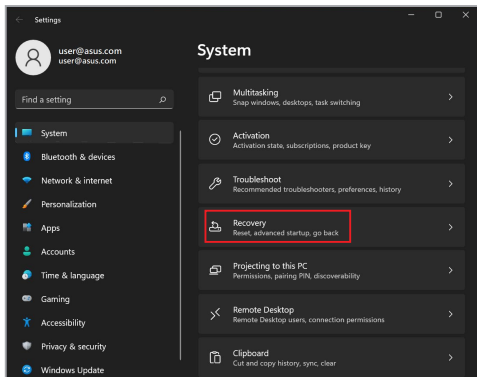 Settings
user@asus.com
user@asus.com
Find a setting
System
Bluetooth & devices
Network & internet
Personalization
Apps
Accounts
Time & language
Gaming
Accessibility
Privacy & security
Windows Update
System
Multitasking
Snap windows, desktops, task switching
Activation
Activation state, subscriptions, product key
Troubleshoot
Recommended troubleshooters, preferences, history
Recovery
Reset, advanced startup, go back
Projecting to this PC
Permissions, pairing PIN, discoverability
Remote Desktop
Remote Desktop users, connection permissions
Clipboard
Cut and copy history, sync, clear